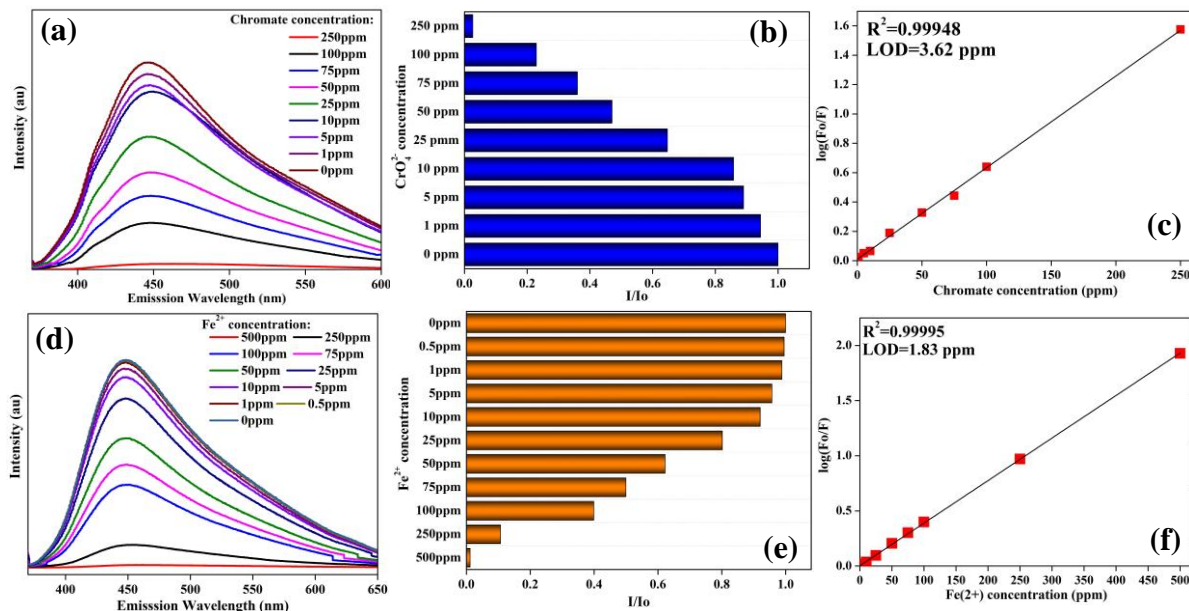 (a)
Chromate concentration:
250ppm
100ppm
75ppm
50ppm
25ppm
10ppm
5ppm
1ppm
0ppm
Intensity (au)
400 450 500 550 600
Emisssion Wavelength (nm)
(b)
250 ppm
100 ppm
75 ppm
50 ppm
25 pmm
10 ppm
5 ppm
1 ppm
0 ppm
CrO₄²⁻ concentration
0.0 0.2 0.4 0.6 0.8 1.0
I/Io
(c)
R²=0.99948
LOD=3.62 ppm
1.6
1.4
1.2
1.0
0.8
0.6
0.4
0.2
0.0
log(Fo/F)
0 50 100 150 200 250
Chromate concentration (ppm)
(d)
Fe²⁺ concentration:
500ppm 250ppm
100ppm 75ppm
50ppm 25ppm
10ppm 5ppm
1ppm 0.5ppm
0ppm
Intensity (au)
400 450 500 550 600 650
Emisssion Wavelength (nm)
(e)
0ppm
0.5ppm
1ppm
5ppm
10ppm
25ppm
50ppm
75ppm
100ppm
250ppm
500ppm
Fe²⁺ concentration
0.0 0.2 0.4 0.6 0.8 1.0
I/Io
(f)
R²=0.99995
LOD=1.83 ppm
2.0
1.5
1.0
0.5
0.0
log(Fo/F)
0 50 100 150 200 250 300 350 400 450 500
Fe(2+) concentration (ppm)